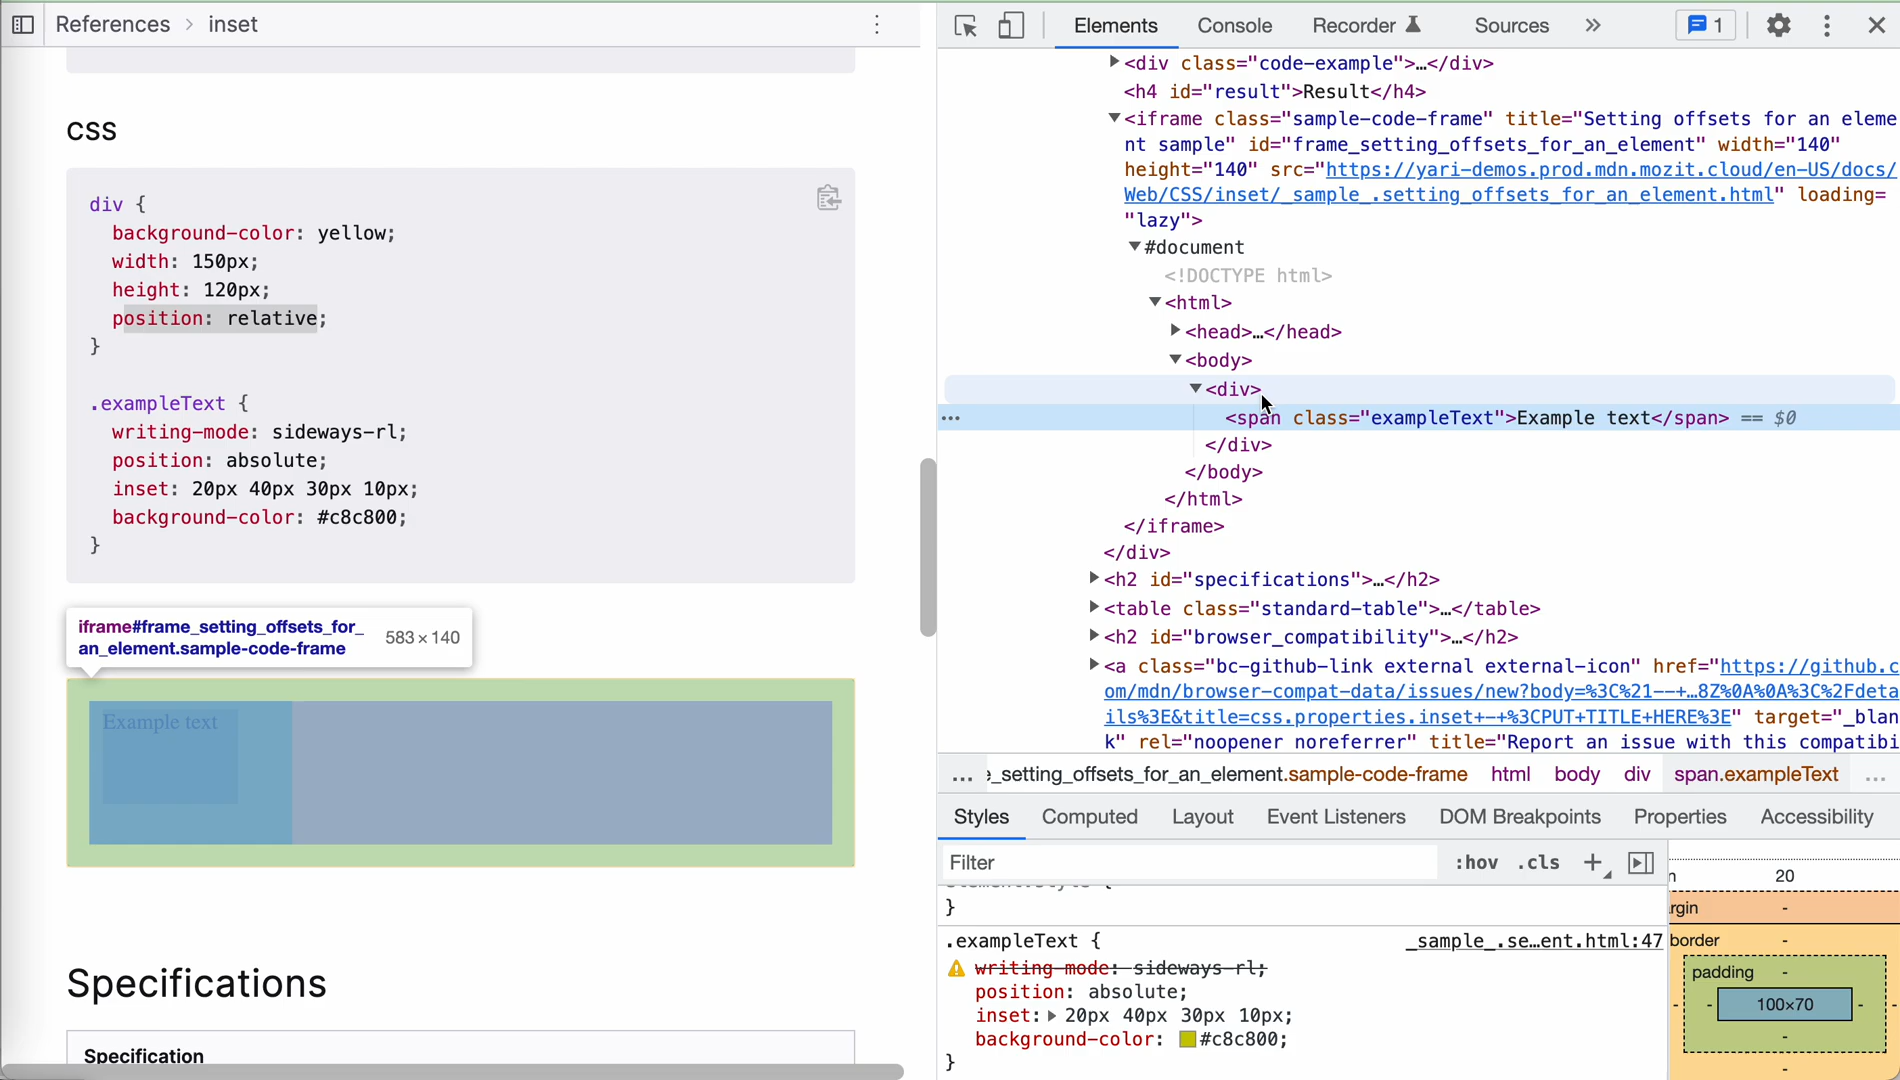 References > inset
CSS
div {
background-color: yellow;
width: 150px;
height: 120px;
position: relative;
}
.exampleText {
writing-mode: sideways-rl;
position: absolute;
inset: 20px 40px 30px 10px;
background-color: #c8c800;
}
iframe#frame_setting_offsets_for_
an_element.sample-code-frame
583 × 140
Example text
Specifications
Specification
Elements Console Recorder Sources » 1
<div class="code-example">…</div>
<h4 id="result">Result</h4>
<iframe class="sample-code-frame" title="Setting offsets for an eleme
nt sample" id="frame_setting_offsets_for_an_element" width="140"
height="140" src="https://yari-demos.prod.mdn.mozit.cloud/en-US/docs/
Web/CSS/inset/_sample_.setting_offsets_for_an_element.html" loading=
"lazy">
#document
<!DOCTYPE html>
<html>
<head>…</head>
<body>
<div>
<span class="exampleText">Example text</span> == $0
</div>
</body>
</html>
</iframe>
</div>
<h2 id="specifications">…</h2>
<table class="standard-table">…</table>
<h2 id="browser_compatibility">…</h2>
<a class="bc-github-link external external-icon" href="https://github.c
om/mdn/browser-compat-data/issues/new?body=%3C%21--+…8Z%0A%0A%3C%2Fdeta
ils%3E&title=css.properties.inset+-+%3CPUT+TITLE+HERE%3E" target="_blan
k" rel="noopener noreferrer" title="Report an issue with this compatibi
… e_setting_offsets_for_an_element.sample-code-frame html body div span.exampleText …
Styles Computed Layout Event Listeners DOM Breakpoints Properties Accessibility
Filter :hov .cls +
}
.exampleText { _sample_.se…ent.html:47
writing-mode: sideways-rl;
position: absolute;
inset: 20px 40px 30px 10px;
background-color: #c8c800;
}
n 20
rgin -
border -
padding -
- - 100×70 - -
-
-